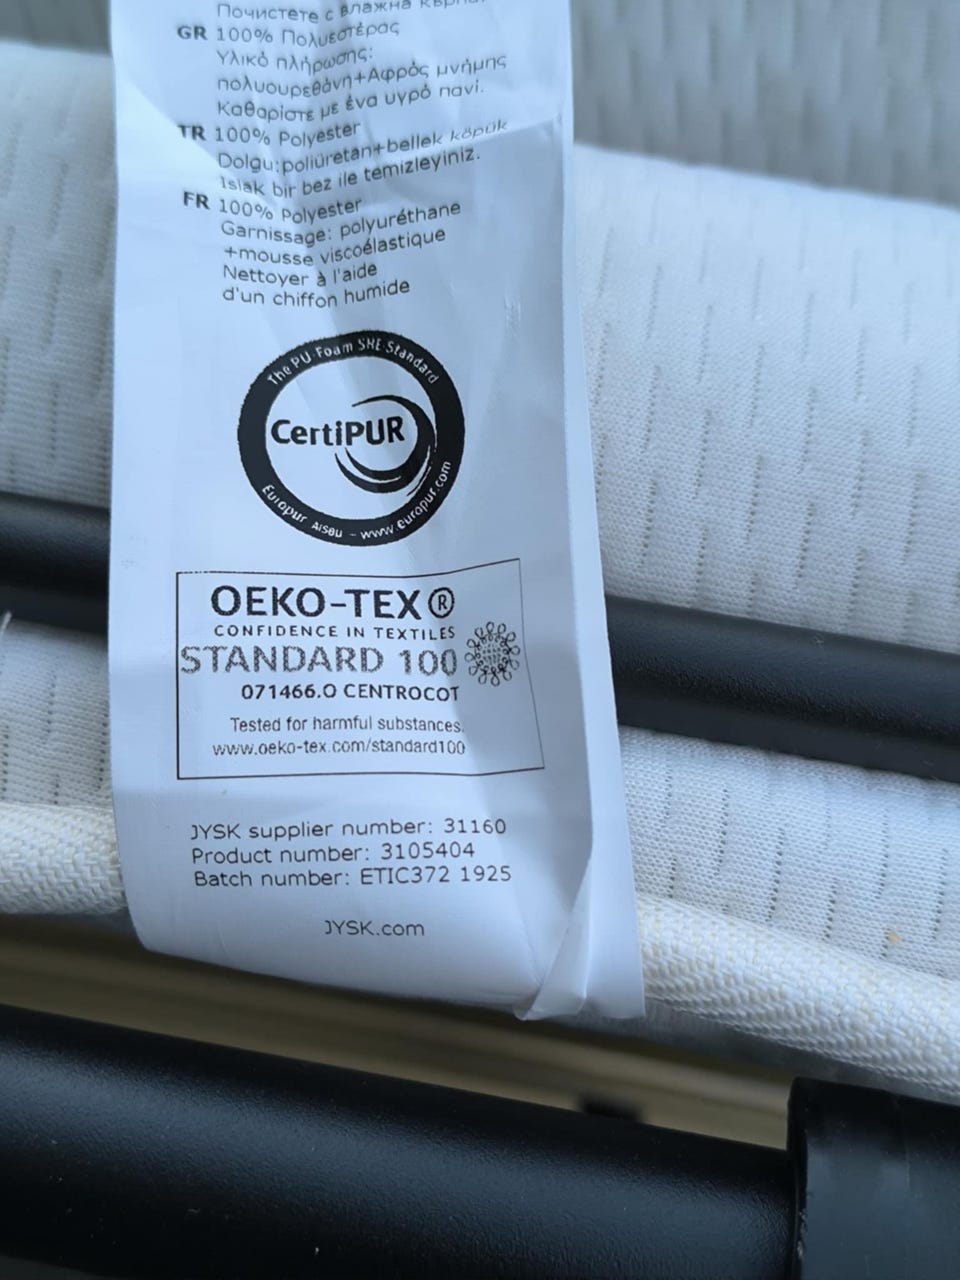 Почистете с влажна кърпа.
GR 100% Πολυεστέρας
Υλικό πλήρωσης:
πολυουρεθάνη+Αφρός μνήμης
Καθαρίστε με ένα υγρό πανί.
TR 100% Polyester
Dolgu:poliüretan+bellek köpük
Islak bir bez ile temizleyiniz.
FR 100% Polyester
Garnissage: polyuréthane
+mousse viscoélastique
Nettoyer à l'aide
d'un chiffon humide
The PU Foam SHE-Standard
CertiPUR
Europur AISBL - www.europur.com
OEKO-TEX®
CONFIDENCE IN TEXTILES
STANDARD 100
071466.O CENTROCOT
Tested for harmful substances.
www.oeko-tex.com/standard100
JYSK supplier number: 31160
Product number: 3105404
Batch number: ETIC372 1925
JYSK.com